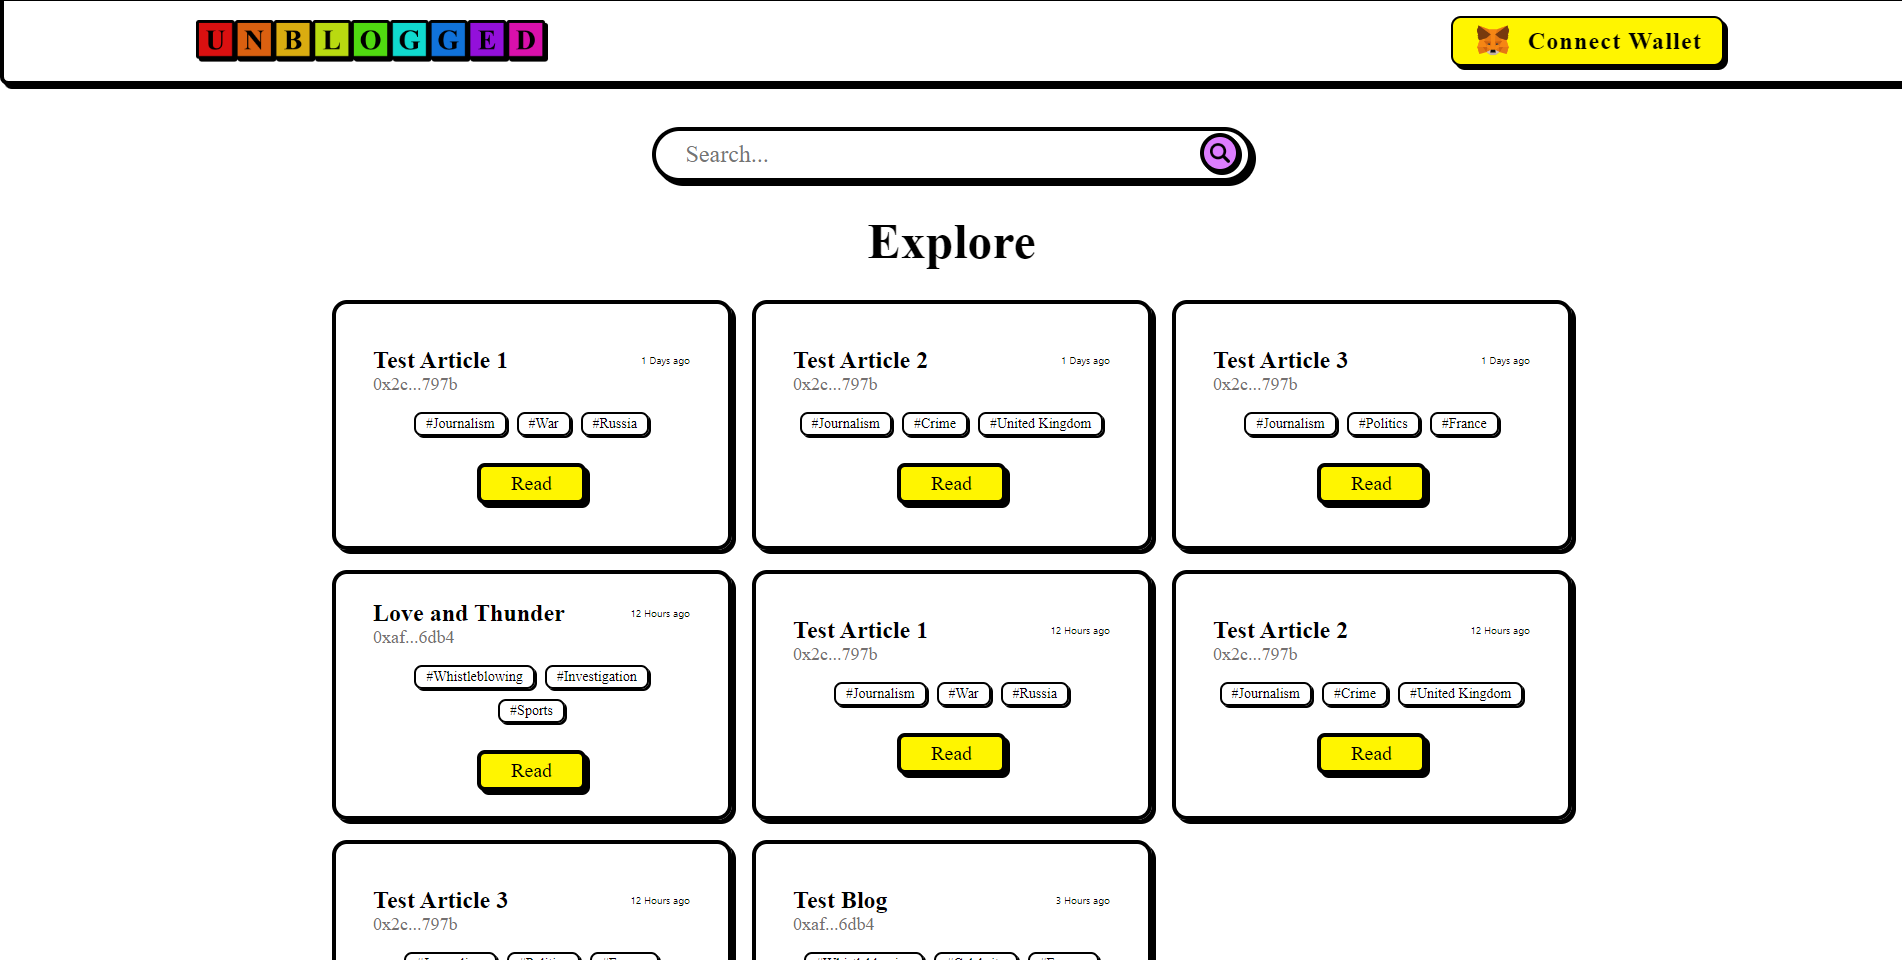 UNBLOGGED
Connect Wallet
Search...
Explore
Test Article 1
1 Days ago
0x2c...797b
#Journalism #War #Russia
Read
Test Article 2
1 Days ago
0x2c...797b
#Journalism #Crime #United Kingdom
Read
Test Article 3
1 Days ago
0x2c...797b
#Journalism #Politics #France
Read
Love and Thunder
12 Hours ago
0xaf...6db4
#Whistleblowing #Investigation
#Sports
Read
Test Article 1
12 Hours ago
0x2c...797b
#Journalism #War #Russia
Read
Test Article 2
12 Hours ago
0x2c...797b
#Journalism #Crime #United Kingdom
Read
Test Article 3
12 Hours ago
0x2c...797b
Test Blog
3 Hours ago
0xaf...6db4